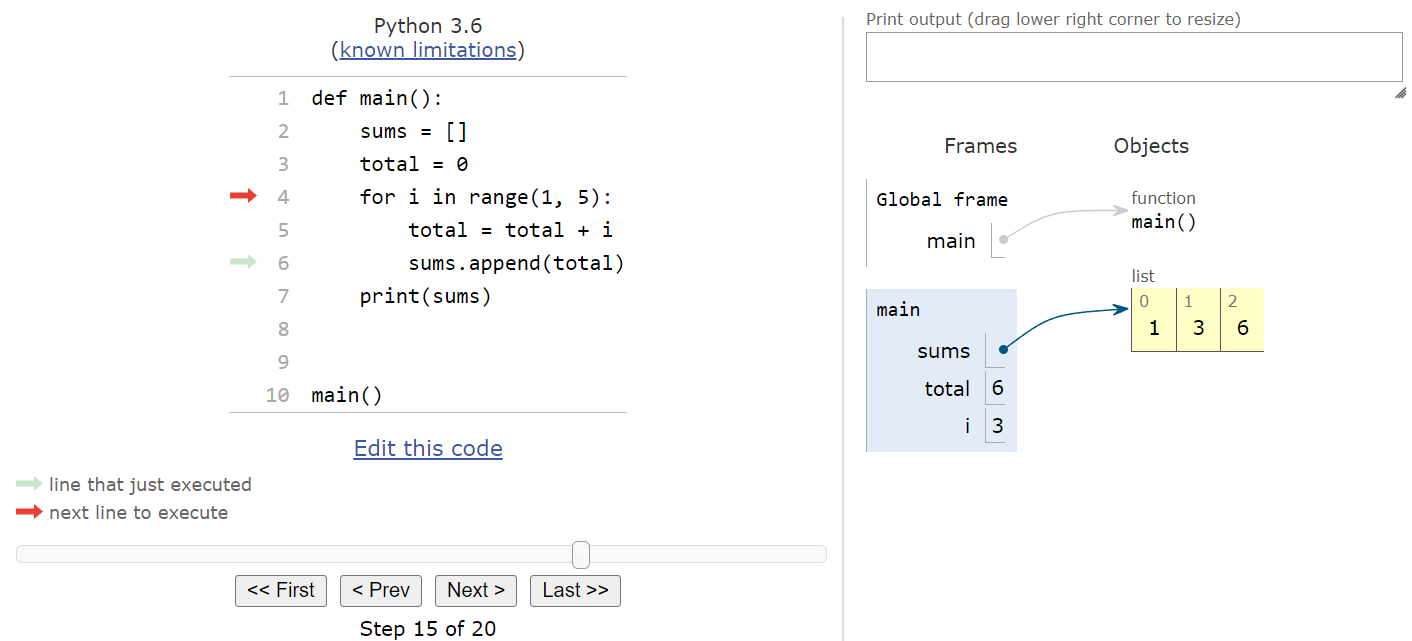 Python 3.6
(known limitations)
1 def main():
2     sums = []
3     total = 0
4     for i in range(1, 5):
5         total = total + i
6         sums.append(total)
7     print(sums)
8
9
10 main()
Edit this code
line that just executed
next line to execute
<< First < Prev Next > Last >>
Step 15 of 20
Print output (drag lower right corner to resize)
Frames Objects
Global frame
main
function
main()
main
sums
total 6
i 3
list
0 1 2
1 3 6